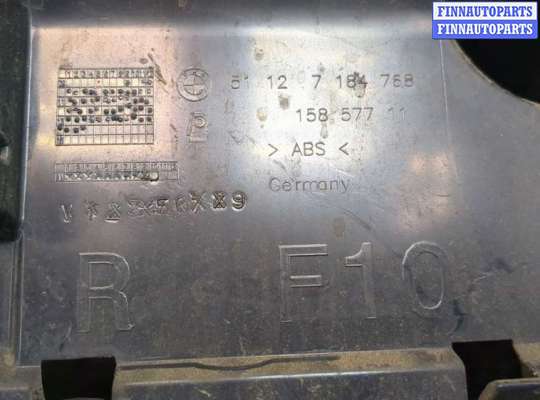 FINNAUTOPARTS
FINNAUTOPARTS
51 12 7 184 768
158 577 11
> ABS <
Germany
R F10